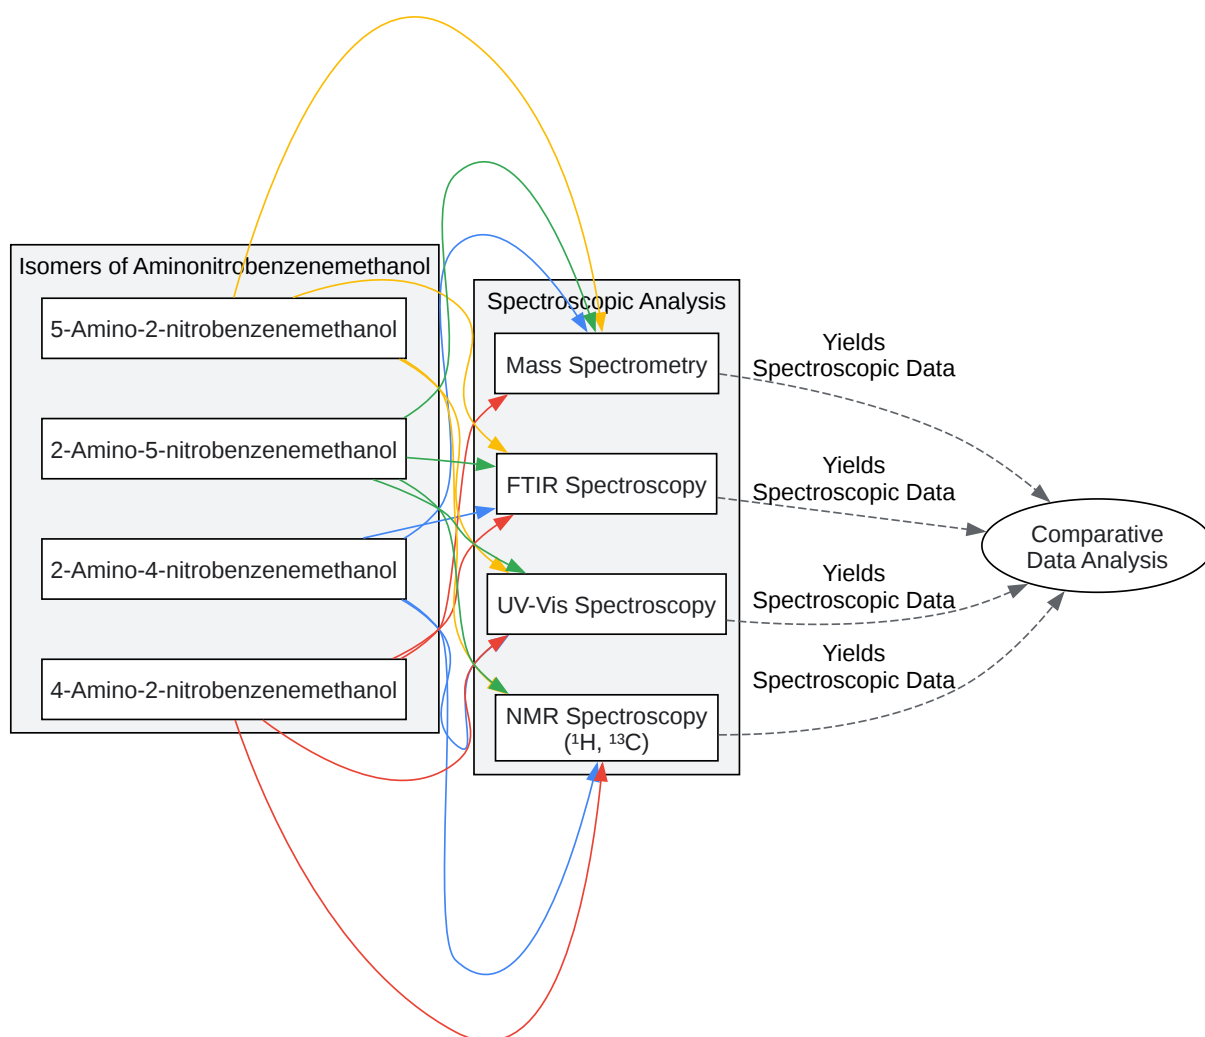 Isomers of Aminonitrobenzenemethanol
5-Amino-2-nitrobenzenemethanol
2-Amino-5-nitrobenzenemethanol
2-Amino-4-nitrobenzenemethanol
4-Amino-2-nitrobenzenemethanol
Spectroscopic Analysis
Mass Spectrometry
FTIR Spectroscopy
UV-Vis Spectroscopy
NMR Spectroscopy
(¹H, ¹³C)
Yields
Spectroscopic Data
Yields
Spectroscopic Data
Yields
Spectroscopic Data
Yields
Spectroscopic Data
Comparative
Data Analysis